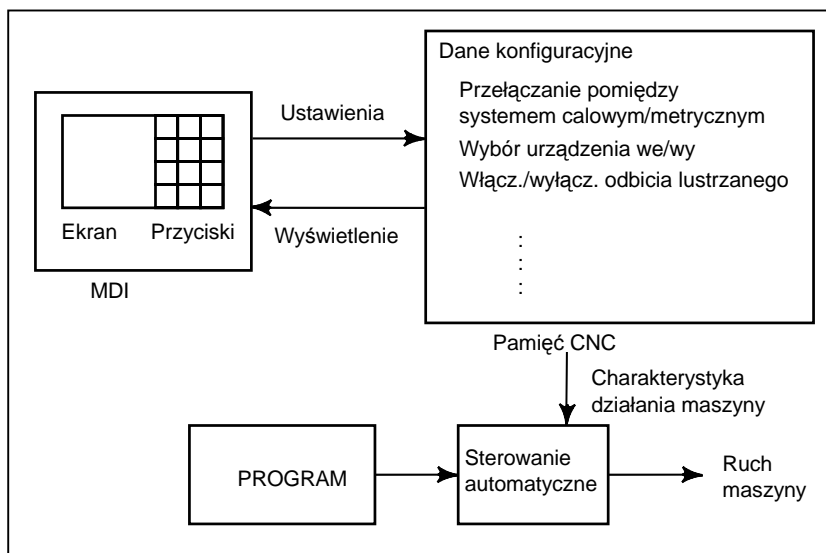 Dane konfiguracyjne
Przełączanie pomiędzy
systemem calowym/metrycznym
Wybór urządzenia we/wy
Włącz./wyłącz. odbicia lustrzanego
:
:
:
Ustawienia
Wyświetlenie
Ekran Przyciski
MDI
Pamięć CNC
Charakterystyka
działania maszyny
PROGRAM
Sterowanie
automatyczne
Ruch
maszyny